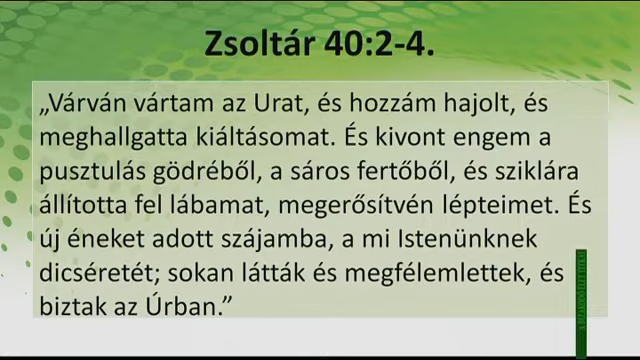 Zsoltár 40:2-4.
„Várván vártam az Urat, és hozzám hajolt, és
meghallgatta kiáltásomat. És kivont engem a
pusztulás gödréből, a sáros fertőből, és sziklára
állította fel lábamat, megerősítvén lépteimet. És
új éneket adott szájamba, a mi Istenünknek
dicséretét; sokan látták és megfélemlettek, és
biztak az Úrban.”